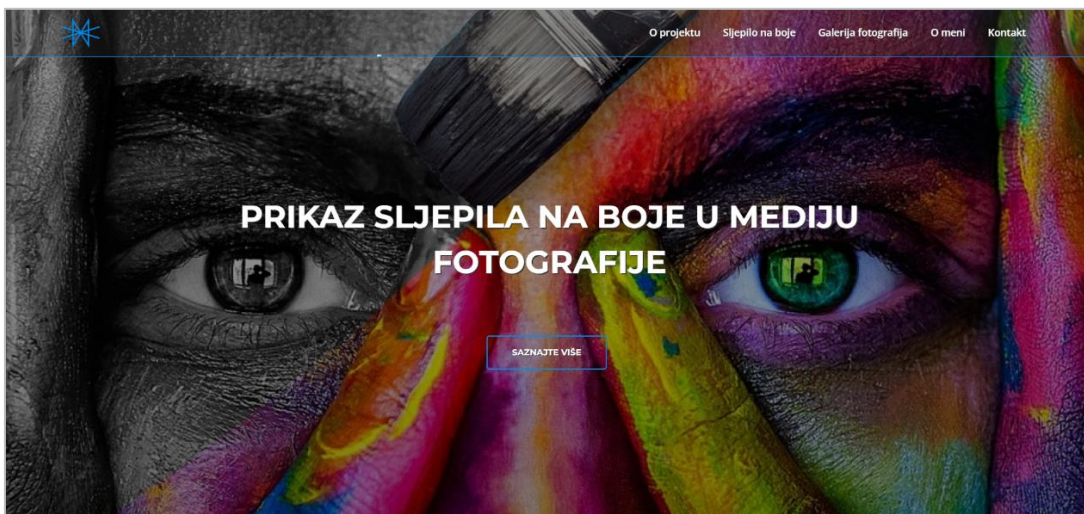 O projektu Sljepilo na boje Galerija fotografija O meni Kontakt
PRIKAZ SLJEPILA NA BOJE U MEDIJU
FOTOGRAFIJE
SAZNAJTE VIŠE